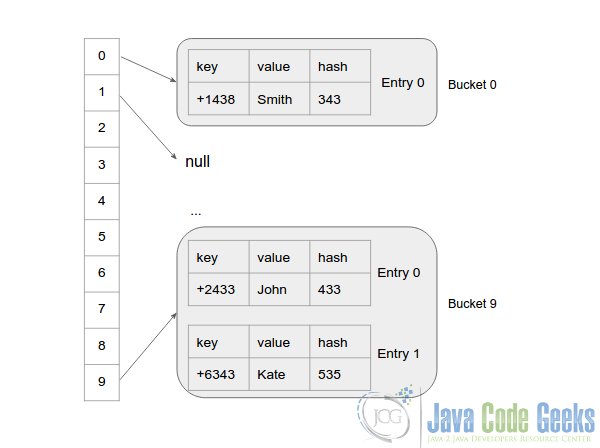 0
1
2
3
4
5
6
7
8
9
key value hash
+1438 Smith 343
Entry 0
Bucket 0
null
...
key value hash
+2433 John 433
Entry 0
key value hash
+6343 Kate 535
Entry 1
Bucket 9
JCG
Java Code Geeks
JAVA 2 JAVA DEVELOPERS RESOURCE CENTER